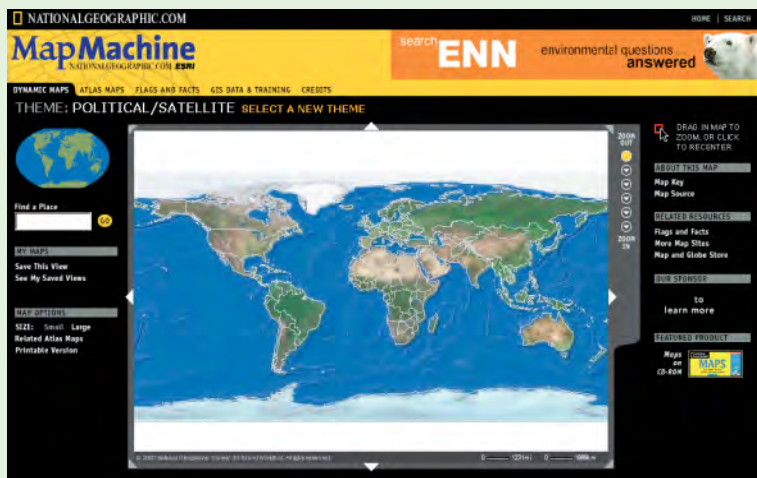 NATIONALGEOGRAPHIC.COM
HOME | SEARCH
MapMachine
NATIONALGEOGRAPHIC.COM ESRI
search ENN
environmental questions
answered
DYNAMIC MAPS ATLAS MAPS FLAGS AND FACTS GIS DATA & TRAINING CREDITS
THEME: POLITICAL/SATELLITE SELECT A NEW THEME
Find a Place
GO
MY MAPS
Save This View
See My Saved Views
MAP OPTIONS
SIZE: Small Large
Related Atlas Maps
Printable Version
ZOOM
OUT
ZOOM
IN
DRAG IN MAP TO
ZOOM, OR CLICK
TO RECENTER
ABOUT THIS MAP
Map Key
Map Source
RELATED RESOURCES
Flags and Facts
More Map Sites
Map and Globe Store
OUR SPONSOR
to
learn more
FEATURED PRODUCT
Maps
on
CD-ROM
MAPS